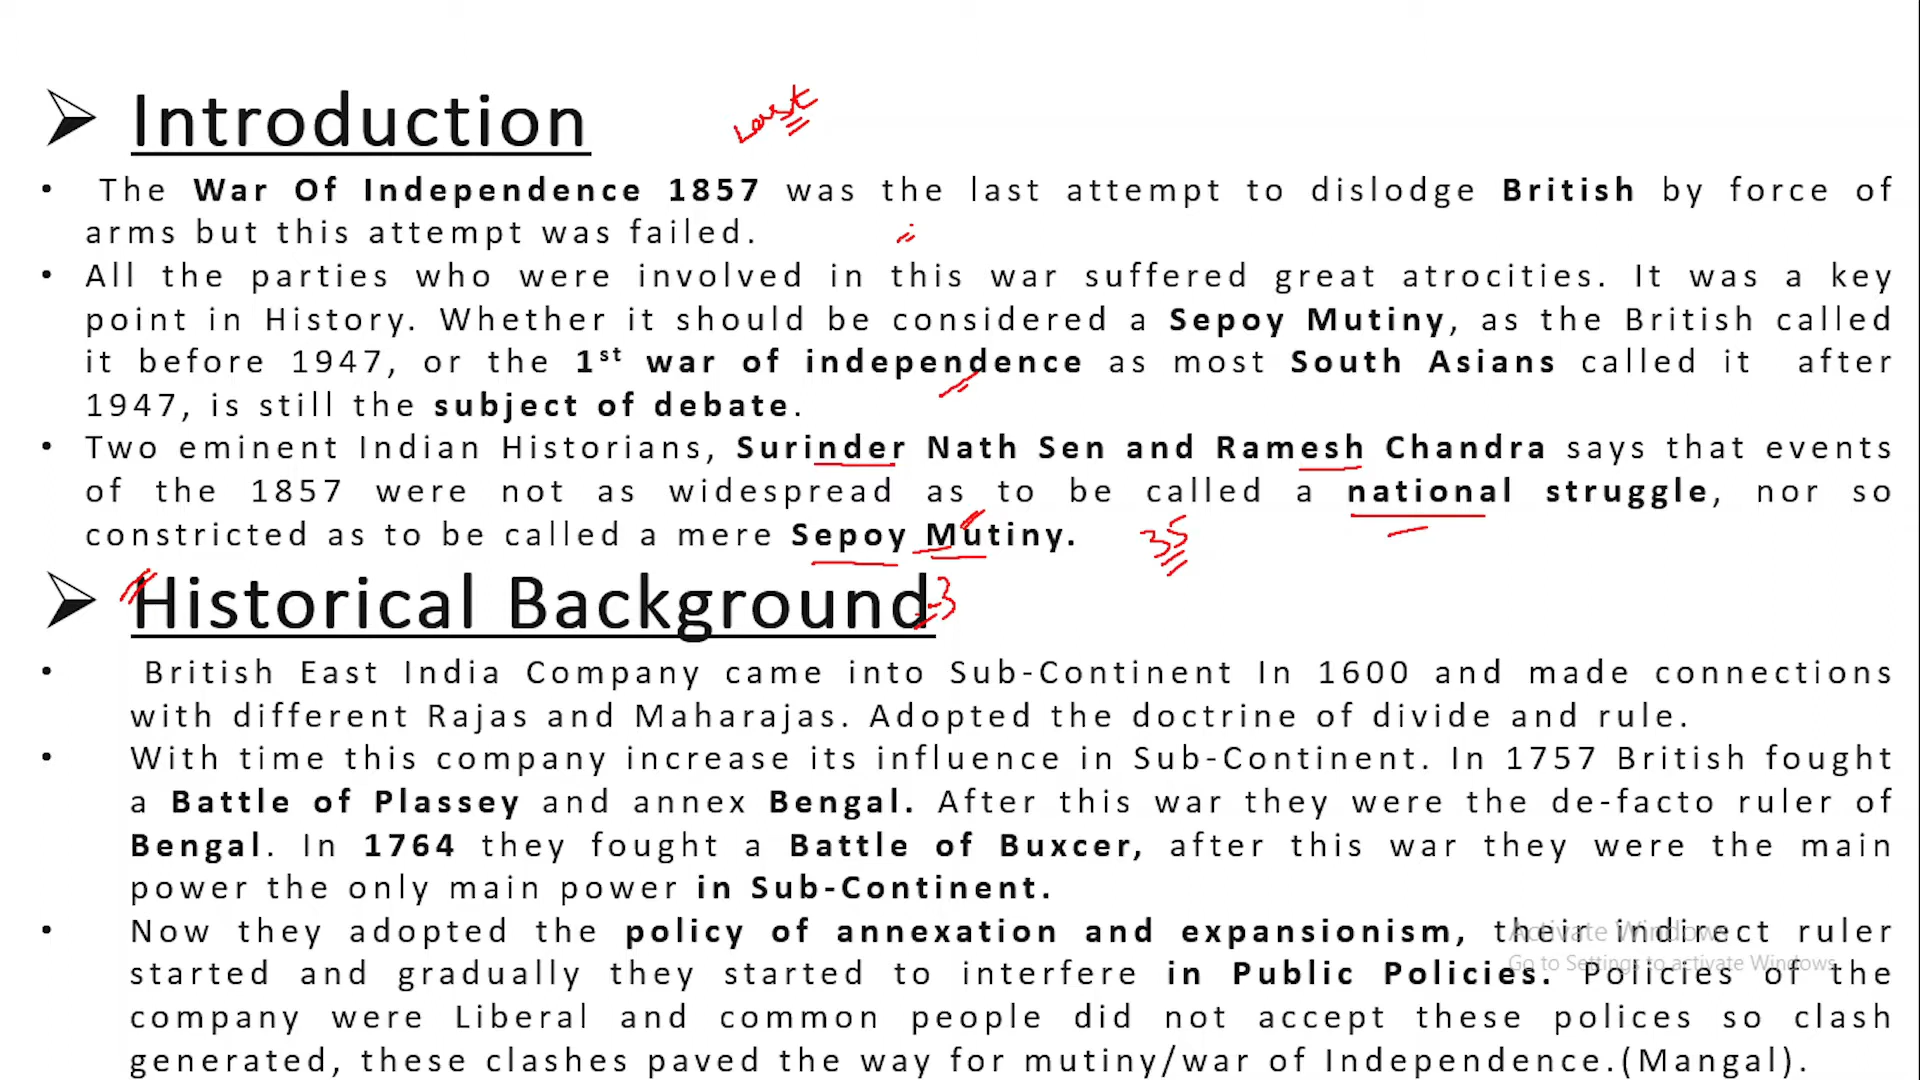 ➢ Introduction
Last
• The War Of Independence 1857 was the last attempt to dislodge British by force of
arms but this attempt was failed.
• All the parties who were involved in this war suffered great atrocities. It was a key
point in History. Whether it should be considered a Sepoy Mutiny, as the British called
it before 1947, or the 1st war of independence as most South Asians called it after
1947, is still the subject of debate.
• Two eminent Indian Historians, Surinder Nath Sen and Ramesh Chandra says that events
of the 1857 were not as widespread as to be called a national struggle, nor so
constricted as to be called a mere Sepoy Mutiny.
35
➢ Historical Background
3
• British East India Company came into Sub-Continent In 1600 and made connections
with different Rajas and Maharajas. Adopted the doctrine of divide and rule.
• With time this company increase its influence in Sub-Continent. In 1757 British fought
a Battle of Plassey and annex Bengal. After this war they were the de-facto ruler of
Bengal. In 1764 they fought a Battle of Buxcer, after this war they were the main
power the only main power in Sub-Continent.
• Now they adopted the policy of annexation and expansionism, their indirect ruler
started and gradually they started to interfere in Public Policies. Policies of the
company were Liberal and common people did not accept these polices so clash
generated, these clashes paved the way for mutiny/war of Independence.(Mangal).
Activate Windows
Go to Settings to activate Windows.